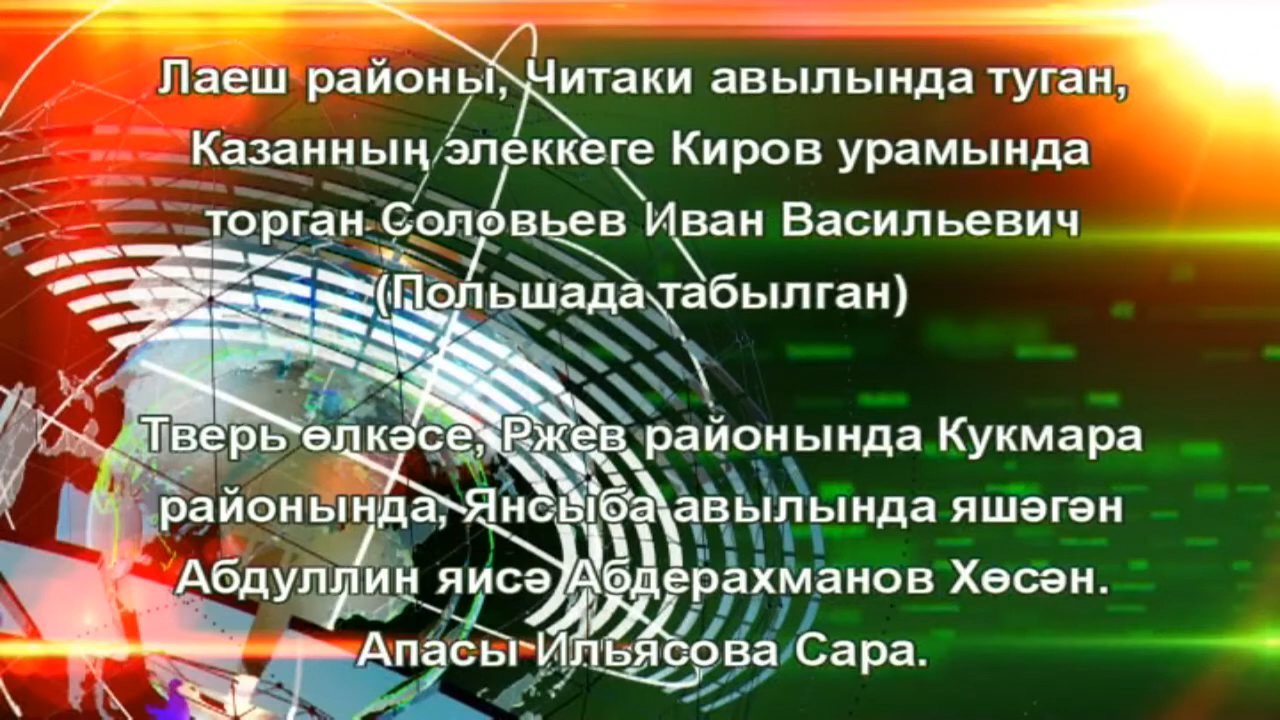 Лаеш районы, Читаки авылында туган,
Казанның элеккеге Киров урамында
торган Соловьев Иван Васильевич
(Польшада табылган)
Тверь өлкәсе, Ржев районында Кукмара
районында, Янсыба авылында яшәгән
Абдуллин яисә Абдерахманов Хөсән.
Апасы Ильясова Сара.